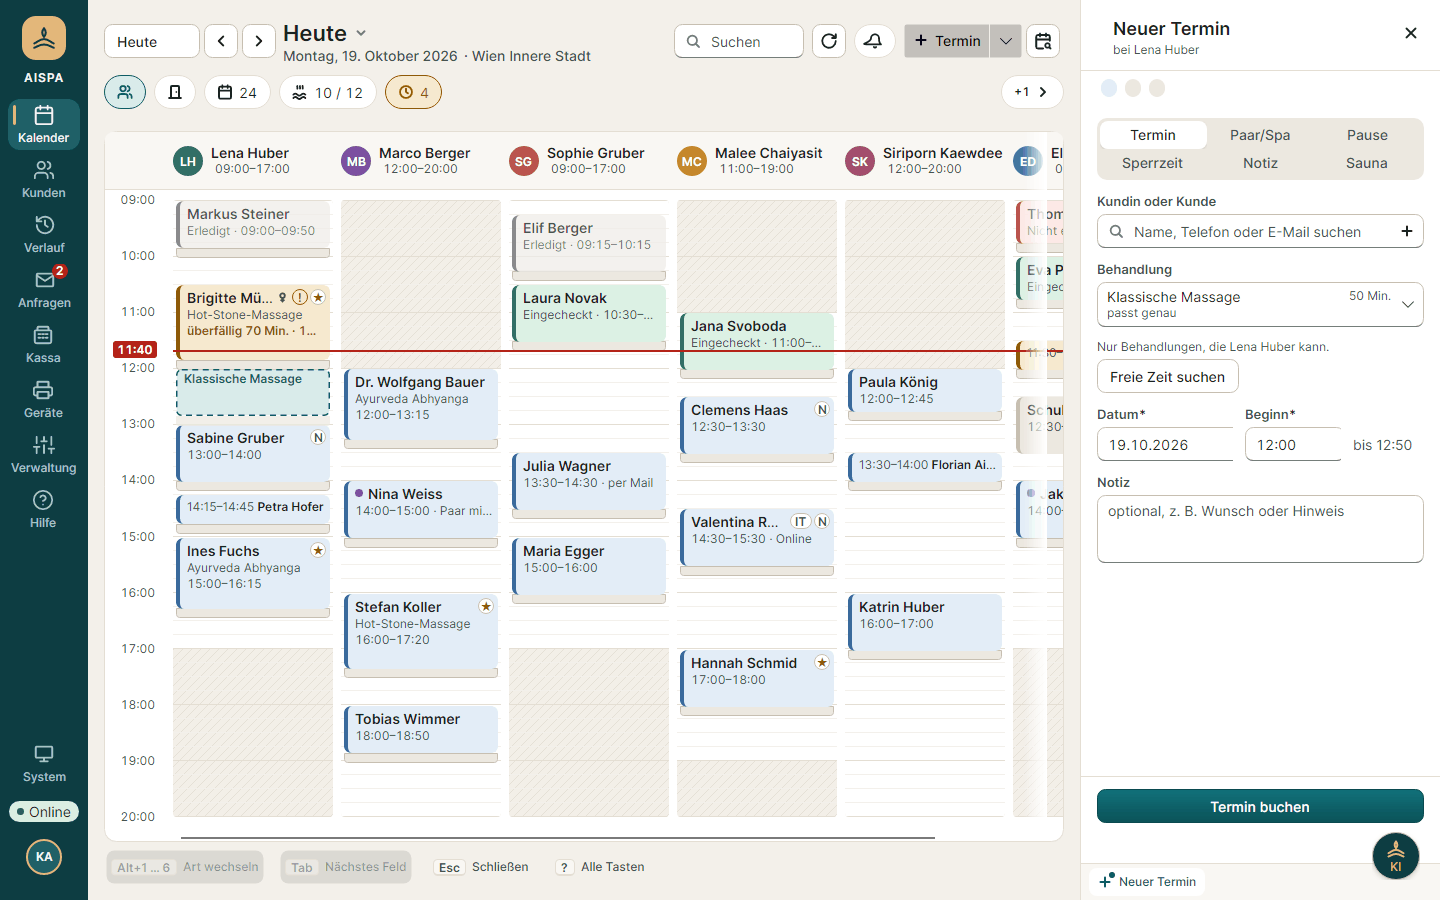 AISPA
Kalender
Kunden
Verlauf
Anfragen
2
Kassa
Geräte
Verwaltung
Hilfe
System
Online
KA
Heute
Heute
Montag, 19. Oktober 2026 · Wien Innere Stadt
Suchen
+ Termin
24
10 / 12
4
+1
LH
Lena Huber
09:00–17:00
MB
Marco Berger
12:00–20:00
SG
Sophie Gruber
09:00–17:00
MC
Malee Chaiyasit
11:00–19:00
SK
Siriporn Kaewdee
12:00–20:00
ED
09:00
10:00
11:00
11:40
12:00
13:00
14:00
15:00
16:00
17:00
18:00
19:00
20:00
Markus Steiner
Erledigt · 09:00–09:50
Brigitte Mü...
Hot-Stone-Massage
überfällig 70 Min. · 1...
Klassische Massage
Sabine Gruber
N
13:00–14:00
14:15–14:45 Petra Hofer
Ines Fuchs
Ayurveda Abhyanga
15:00–16:15
Dr. Wolfgang Bauer
Ayurveda Abhyanga
12:00–13:15
Nina Weiss
14:00–15:00 · Paar mi...
Stefan Koller
Hot-Stone-Massage
16:00–17:20
Tobias Wimmer
18:00–18:50
Elif Berger
Erledigt · 09:15–10:15
Laura Novak
Eingecheckt · 10:30–...
Julia Wagner
13:30–14:30 · per Mail
Maria Egger
15:00–16:00
Jana Svoboda
Eingecheckt · 11:00–...
Clemens Haas
N
12:30–13:30
Valentina R...
IT
N
14:30–15:30 · Online
Hannah Schmid
17:00–18:00
Paula König
12:00–12:45
13:30–14:00 Florian Ai...
Katrin Huber
16:00–17:00
Thom
Nicht e
Eva P
Eingec
11:30
Schul
12:30
Jak
14:00
Alt+1 … 6
Art wechseln
Tab
Nächstes Feld
Esc
Schließen
?
Alle Tasten
Neuer Termin
bei Lena Huber
Termin
Paar/Spa
Pause
Sperrzeit
Notiz
Sauna
Kundin oder Kunde
Name, Telefon oder E-Mail suchen
Behandlung
Klassische Massage
50 Min.
passt genau
Nur Behandlungen, die Lena Huber kann.
Freie Zeit suchen
Datum*
Beginn*
19.10.2026
12:00
bis 12:50
Notiz
optional, z. B. Wunsch oder Hinweis
Termin buchen
KI
Neuer Termin